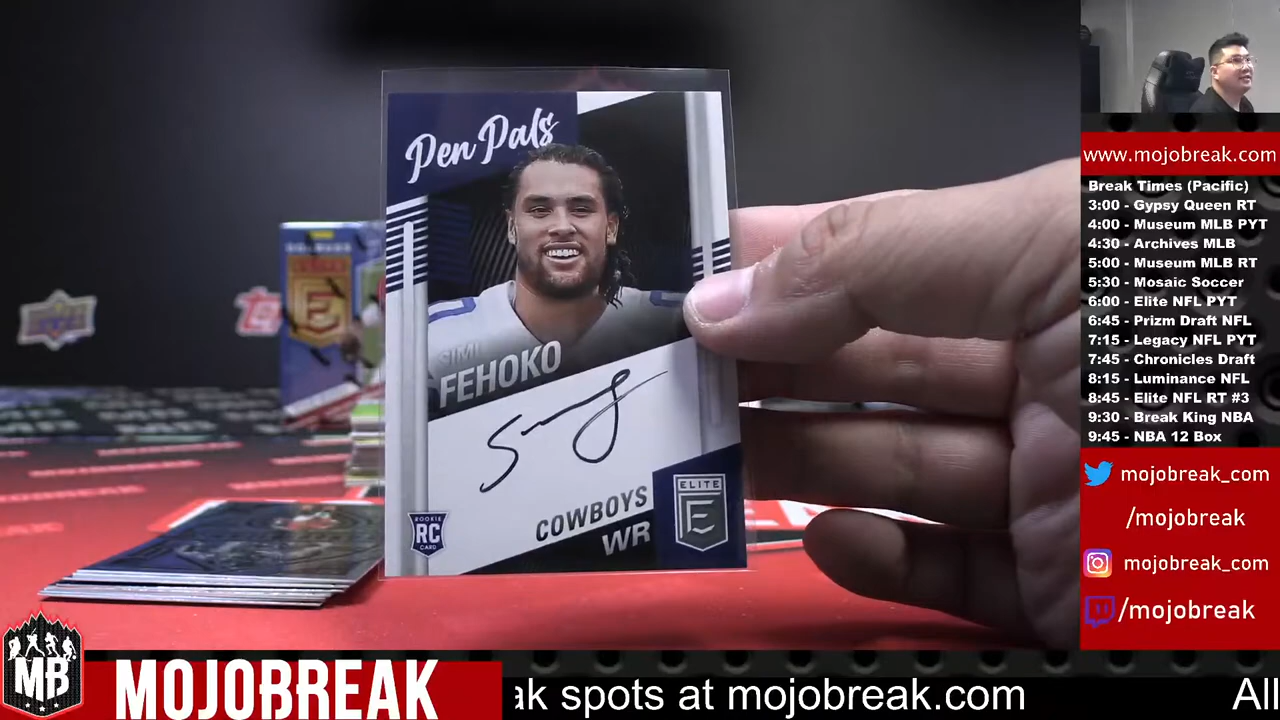 Pen Pals
SIMI
FEHOKO
COWBOYS
WR
ROOKIE
RC
CARD
ELITE
E
www.mojobreak.com
Break Times (Pacific)
3:00 - Gypsy Queen RT
4:00 - Museum MLB PYT
4:30 - Archives MLB
5:00 - Museum MLB RT
5:30 - Mosaic Soccer
6:00 - Elite NFL PYT
6:45 - Prizm Draft NFL
7:15 - Legacy NFL PYT
7:45 - Chronicles Draft
8:15 - Luminance NFL
8:45 - Elite NFL RT #3
9:30 - Break King NBA
9:45 - NBA 12 Box
mojobreak_com
/mojobreak
mojobreak_com
/mojobreak
MB
MOJOBREAK
ak spots at mojobreak.com
All